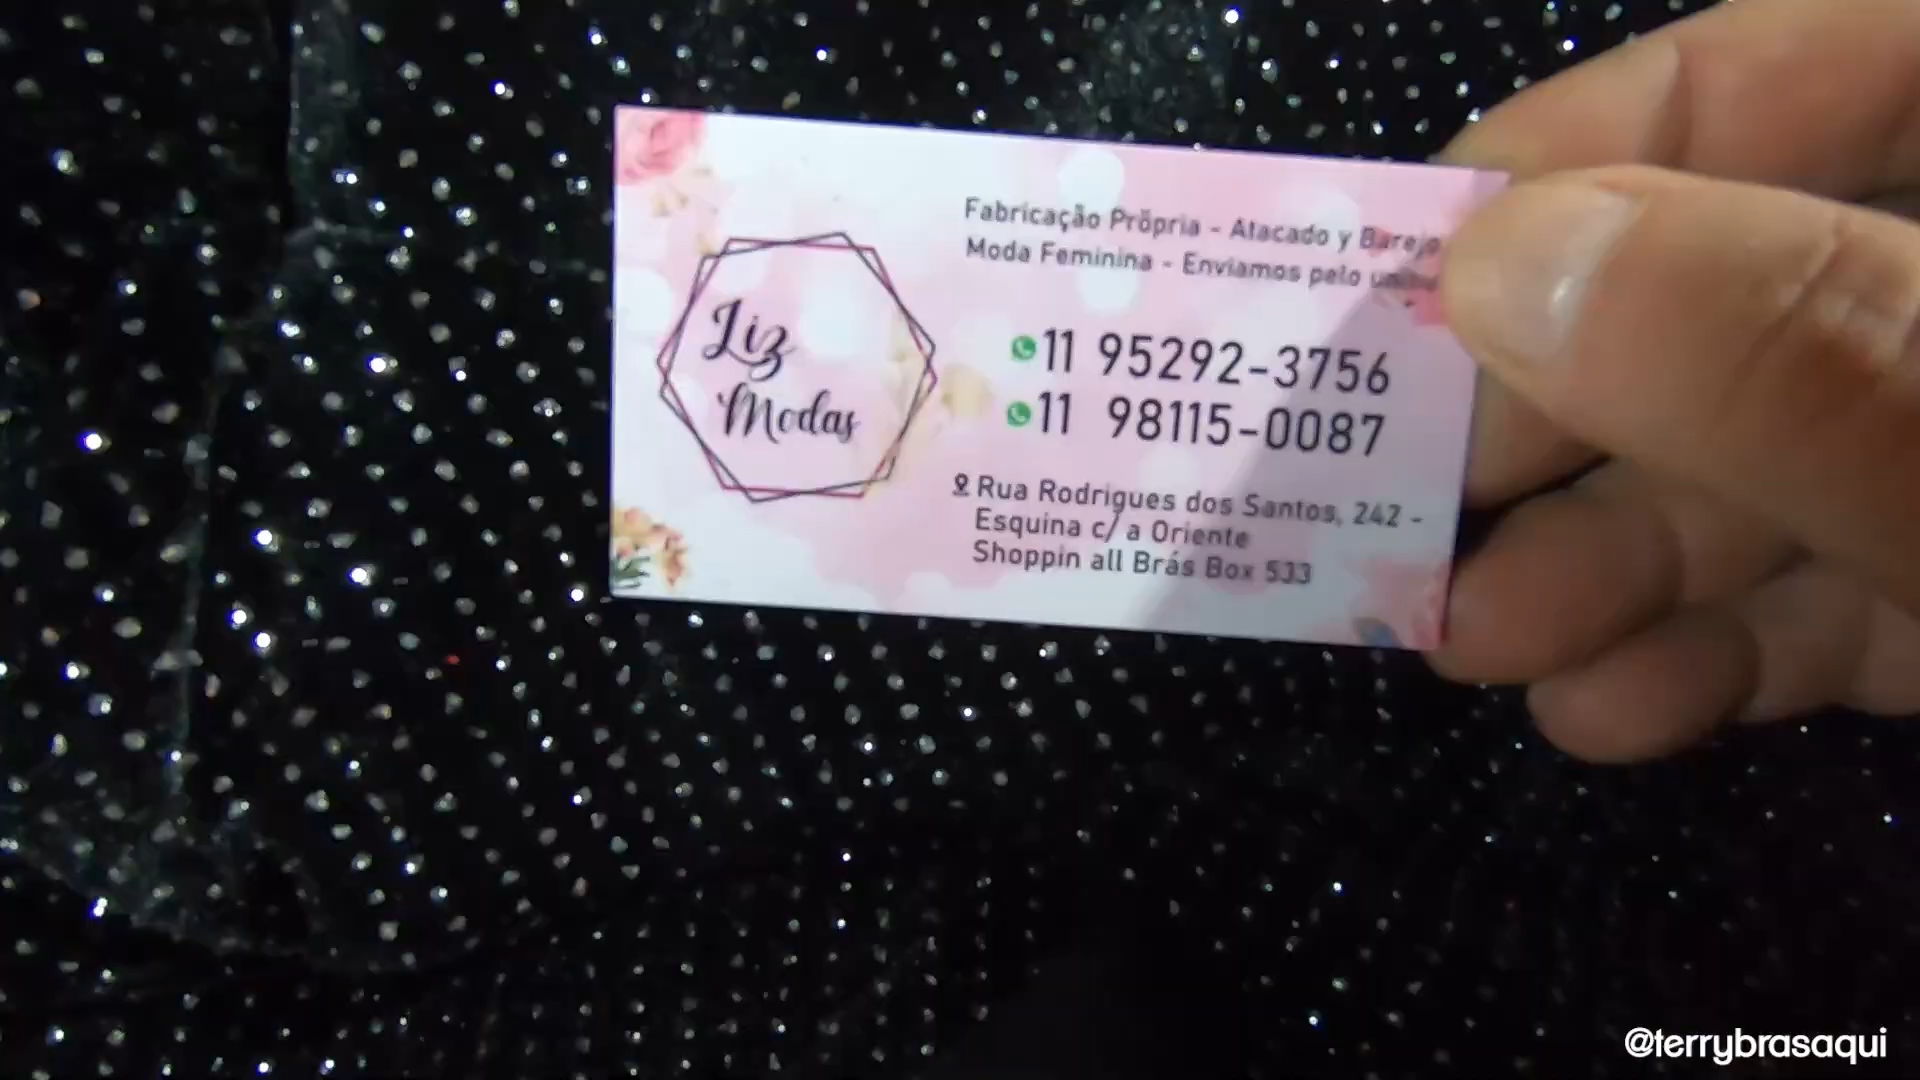 Liz
Modas
Fabricação Própria - Atacado y Barejo
Moda Feminina - Enviamos pelo
11 95292-3756
11 98115-0087
Rua Rodrigues dos Santos, 242 -
Esquina c/ a Oriente
Shoppin all Brás Box 533
@terrybrasaqui